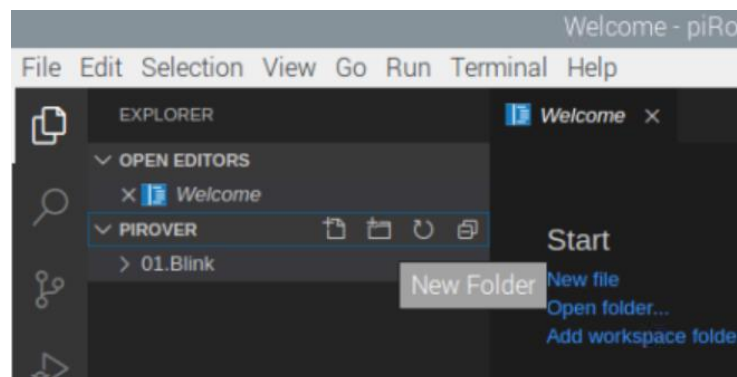 Welcome - piRo
File Edit Selection View Go Run Terminal Help
EXPLORER
Welcome
OPEN EDITORS
Welcome
PIROVER
Start
01.Blink
New Folder
New file
Open folder...
Add workspace folde